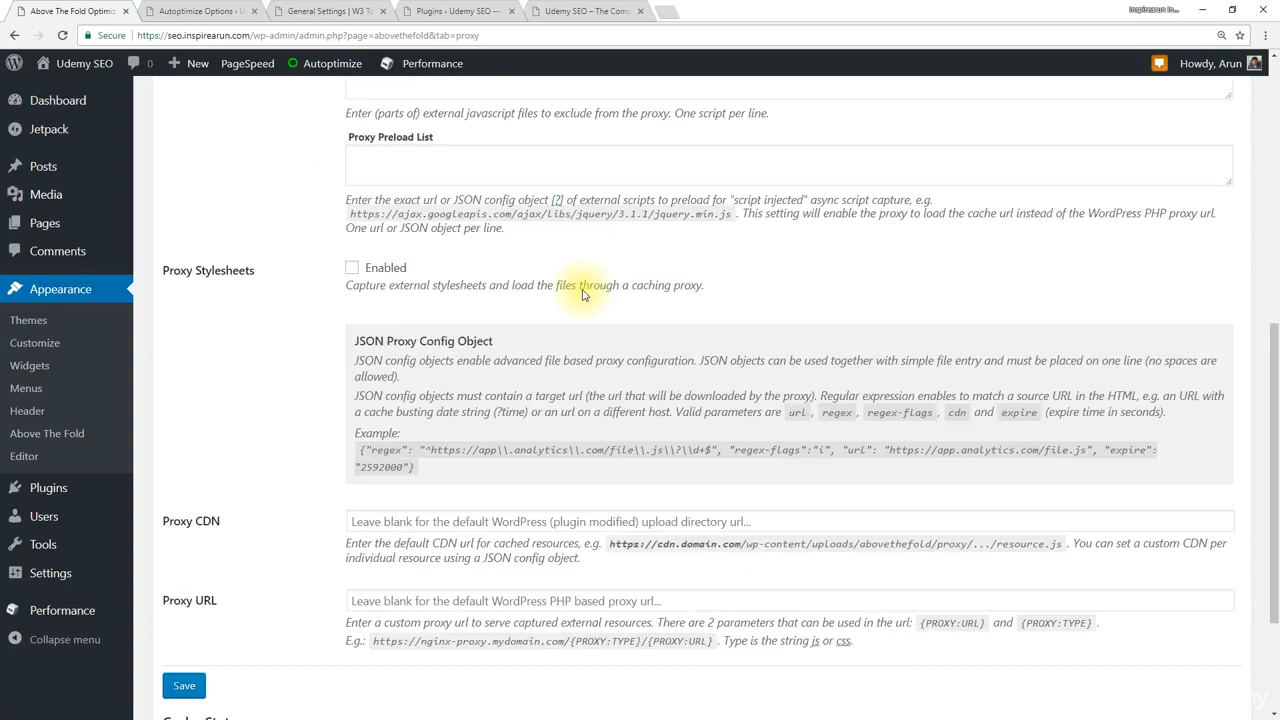 Above The Fold Optimiz
Autoptimize Options ‹ U
General Settings | W3 To
Plugins ‹ Udemy SEO —
Udemy SEO – The Comp
Inspirearun In...
Secure
https://seo.inspirearun.com/wp-admin/admin.php?page=abovethefold&tab=proxy
Udemy SEO
0
New
PageSpeed
Autoptimize
Performance
Howdy, Arun
Dashboard
Jetpack
Posts
Media
Pages
Comments
Appearance
Themes
Customize
Widgets
Menus
Header
Above The Fold
Editor
Plugins
Users
Tools
Settings
Performance
Collapse menu
Enter (parts of) external javascript files to exclude from the proxy. One script per line.
Proxy Preload List
Enter the exact url or JSON config object [?] of external scripts to preload for "script injected" async script capture, e.g.
https://ajax.googleapis.com/ajax/libs/jquery/3.1.1/jquery.min.js . This setting will enable the proxy to load the cache url instead of the WordPress PHP proxy url.
One url or JSON object per line.
Proxy Stylesheets
Enabled
Capture external stylesheets and load the files through a caching proxy.
JSON Proxy Config Object
JSON config objects enable advanced file based proxy configuration. JSON objects can be used together with simple file entry and must be placed on one line (no spaces are
allowed).
JSON config objects must contain a target url (the url that will be downloaded by the proxy). Regular expression enables to match a source URL in the HTML, e.g. an URL with
a cache busting date string (?time) or an url on a different host. Valid parameters are url , regex , regex-flags , cdn and expire (expire time in seconds).
Example:
{"regex": "^https://app\\.analytics\\.com/file\\.js\\?\\d+$", "regex-flags":"i", "url": "https://app.analytics.com/file.js", "expire":
"2592000"}
Proxy CDN
Leave blank for the default WordPress (plugin modified) upload directory url...
Enter the default CDN url for cached resources, e.g. https://cdn.domain.com/wp-content/uploads/abovethefold/proxy/.../resource.js . You can set a custom CDN per
individual resource using a JSON config object.
Proxy URL
Leave blank for the default WordPress PHP based proxy url...
Enter a custom proxy url to serve captured external resources. There are 2 parameters that can be used in the url: {PROXY:URL} and {PROXY:TYPE} .
E.g.: https://nginx-proxy.mydomain.com/{PROXY:TYPE}/{PROXY:URL} . Type is the string js or css.
Save